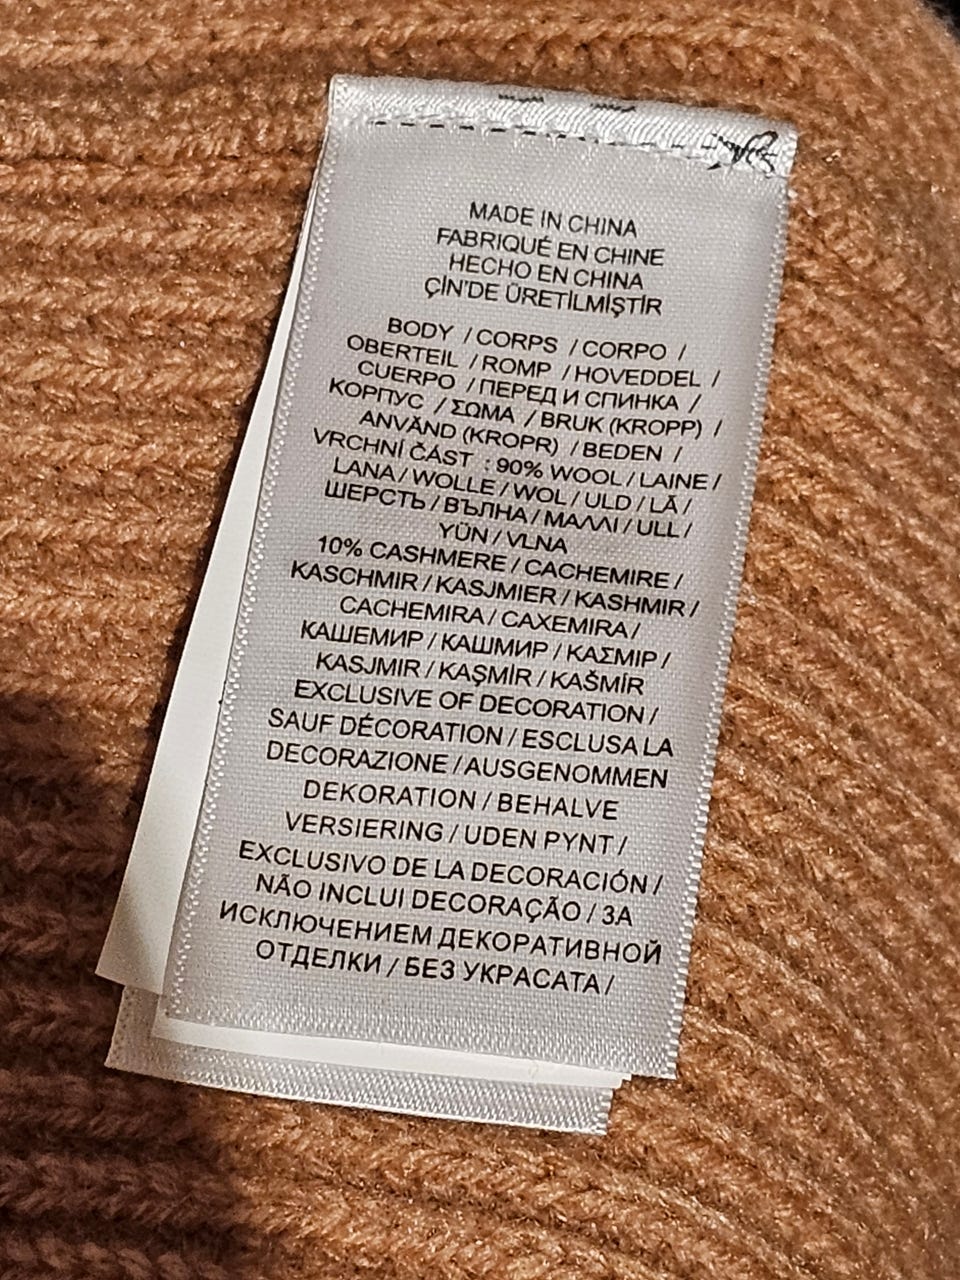 MADE IN CHINA
FABRIQUÉ EN CHINE
HECHO EN CHINA
ÇİN'DE ÜRETİLMİŞTİR
BODY / CORPS / CORPO /
OBERTEIL / ROMP / HOVEDDEL /
CUERPO / ПЕРЕД И СПИНКА /
КОРПУС / ΣΩΜΑ / BRUK (KROPP) /
ANVÄND (KROPR) / BEDEN /
VRCHNÍ ČAST : 90% WOOL / LAINE /
LANA / WOLLE / WOL / ULD / LÃ /
ШЕРСТЬ / ВЪЛНА / ΜΑΛΛΙ / ULL /
YÜN / VLNA
10% CASHMERE / CACHEMIRE /
KASCHMIR / KASJMIER / KASHMIR /
CACHEMIRA / CAXEMIRA /
КАШЕМИР / КАШМИР / ΚΑΣΜΙΡ /
KASJMIR / KAŞMİR / KAŠMÍR
EXCLUSIVE OF DECORATION /
SAUF DÉCORATION / ESCLUSA LA
DECORAZIONE / AUSGENOMMEN
DEKORATION / BEHALVE
VERSIERING / UDEN PYNT /
EXCLUSIVO DE LA DECORACIÓN /
NÃO INCLUI DECORAÇÃO / ЗА
ИСКЛЮЧЕНИЕМ ДЕКОРАТИВНОЙ
ОТДЕЛКИ / БЕЗ УКРАСАТА /